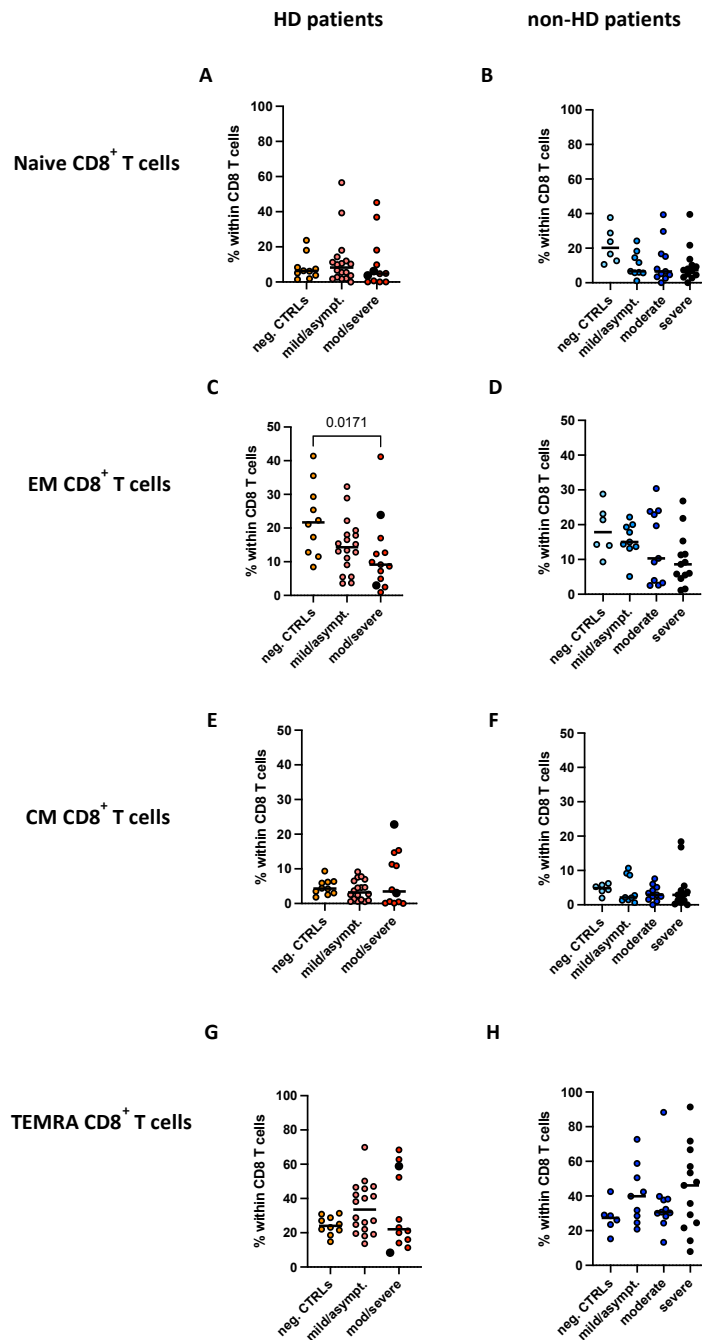 HD patients
non-HD patients
A
B
Naive CD8+ T cells
% within CD8 T cells
100
80
60
40
20
0
neg. CTRLs
mild/asympt.
mod/severe
% within CD8 T cells
100
80
60
40
20
0
neg. CTRLs
mild/asympt.
moderate
severe
C
D
EM CD8+ T cells
% within CD8 T cells
50
40
30
20
10
0
0.0171
neg. CTRLs
mild/asympt.
mod/severe
% within CD8 T cells
50
40
30
20
10
0
neg. CTRLs
mild/asympt.
moderate
severe
E
F
CM CD8+ T cells
% within CD8 T cells
50
40
30
20
10
0
neg. CTRLs
mild/asympt.
mod/severe
% within CD8 T cells
50
40
30
20
10
0
neg. CTRLs
mild/asympt.
moderate
severe
G
H
TEMRA CD8+ T cells
% within CD8 T cells
100
80
60
40
20
0
neg. CTRLs
mild/asympt.
mod/severe
% within CD8 T cells
100
80
60
40
20
0
neg. CTRLs
mild/asympt.
moderate
severe